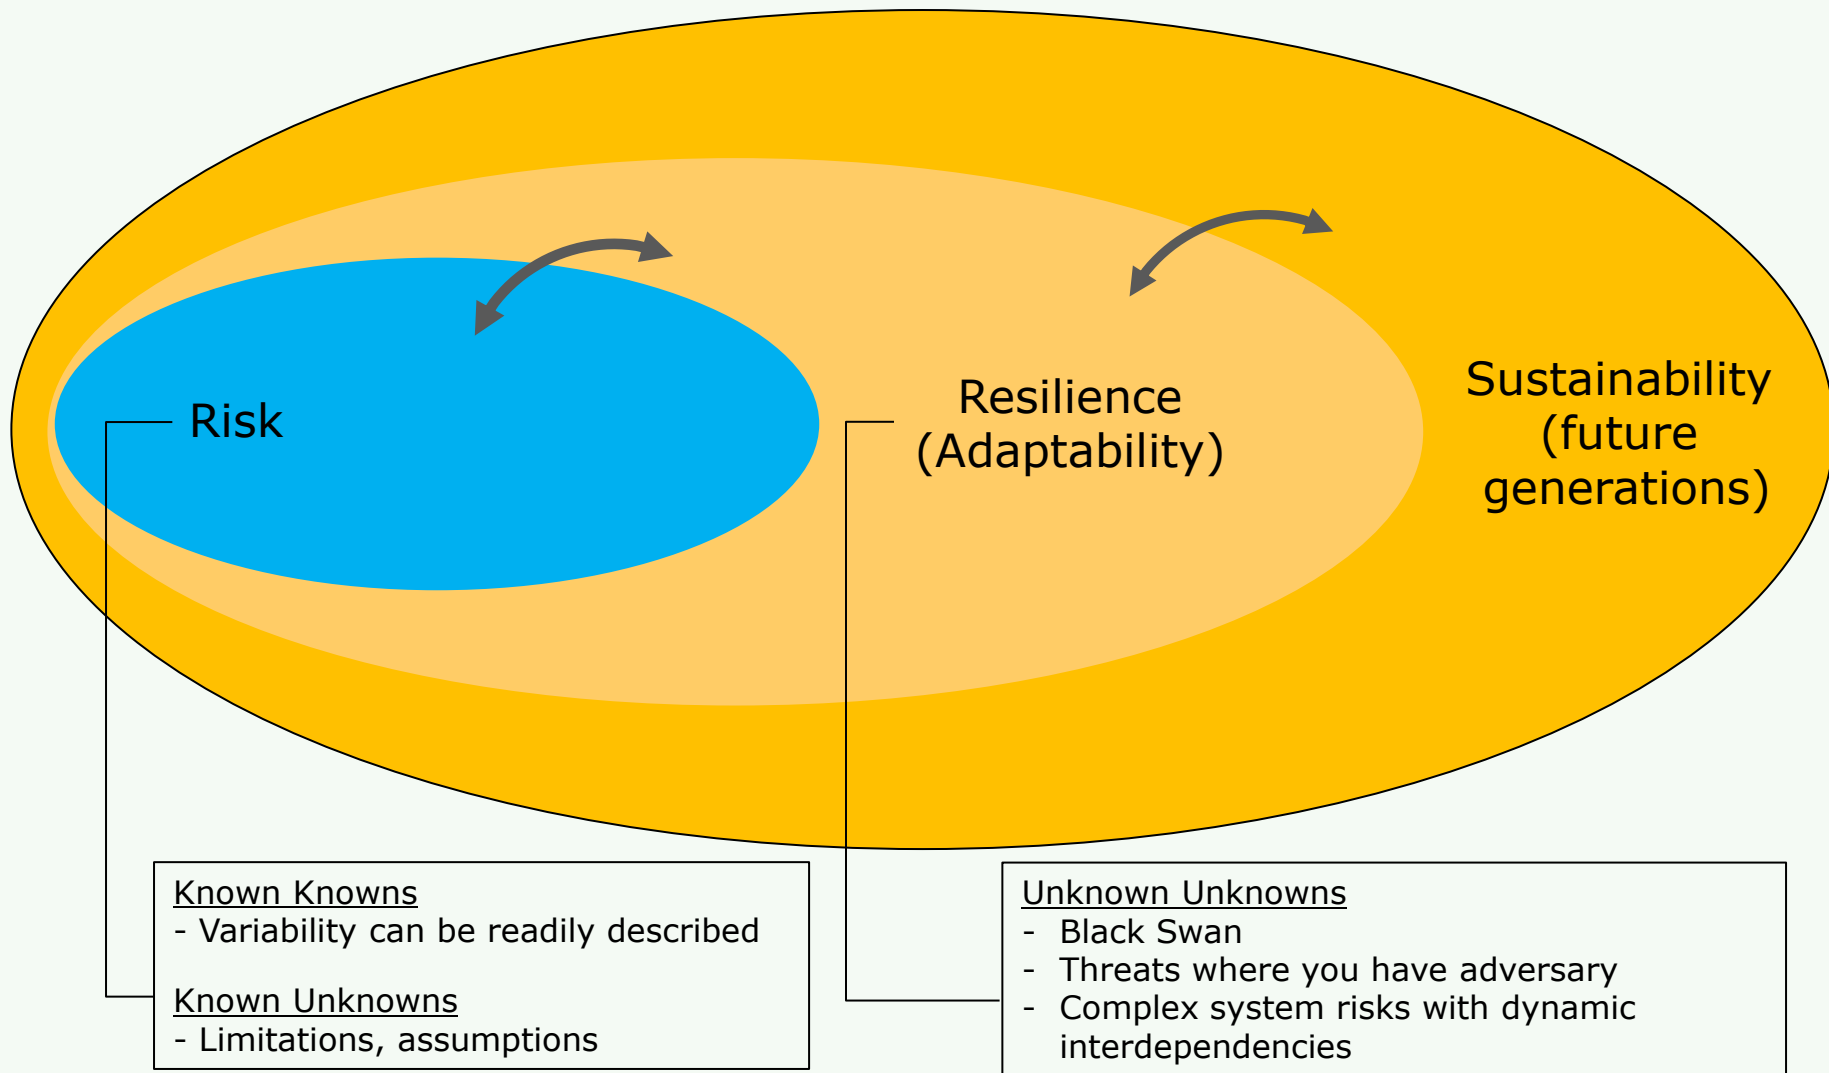 Risk
Resilience
(Adaptability)
Sustainability
(future
generations)
Known Knowns
- Variability can be readily described
Known Unknowns
- Limitations, assumptions
Unknown Unknowns
- Black Swan
- Threats where you have adversary
- Complex system risks with dynamic
interdependencies